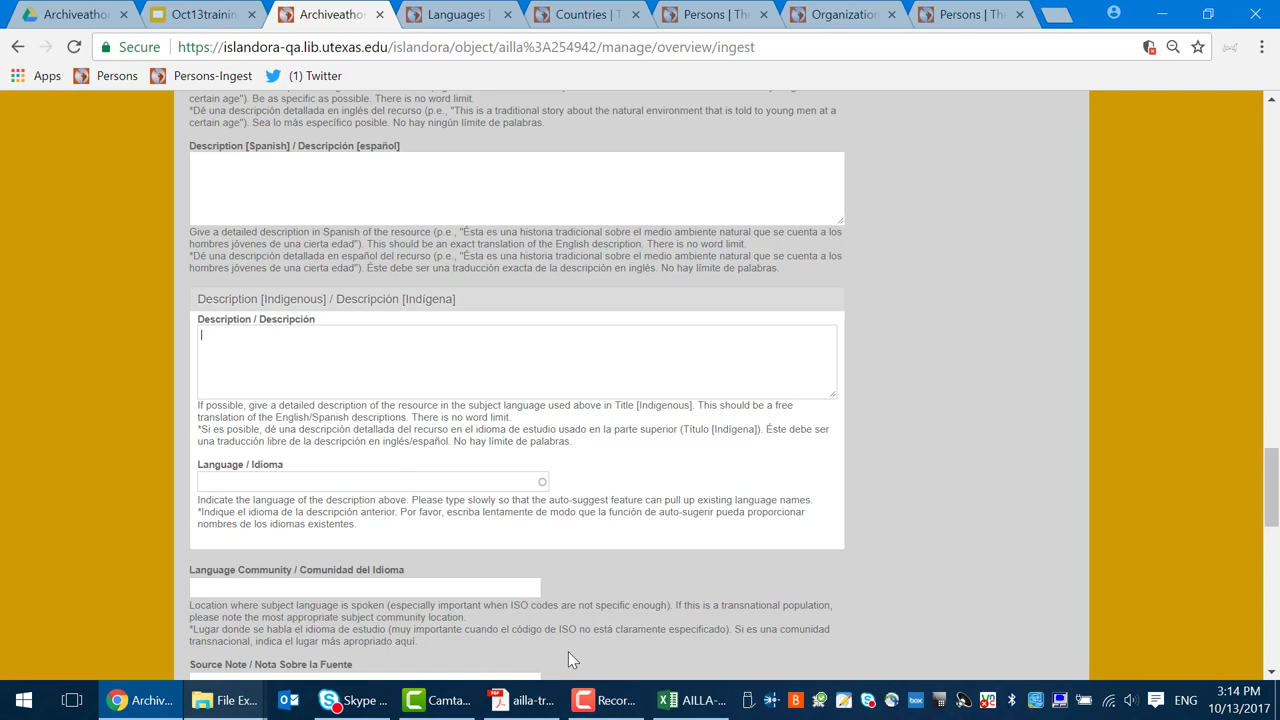 Archiveathon
Oct13trainin
Archiveatho
Languages |
Countries | T
Persons | The
Organization
Persons | The
Secure
https://islandora-qa.lib.utexas.edu/islandora/object/ailla%3A254942/manage/overview/ingest
Apps
Persons
Persons-Ingest
(1) Twitter
certain age"). Be as specific as possible. There is no word limit.
*Dé una descripción detallada en inglés del recurso (p.e., "This is a traditional story about the natural environment that is told to young men at a
certain age"). Sea lo más específico posible. No hay ningún límite de palabras.
Description [Spanish] / Descripción [español]
Give a detailed description in Spanish of the resource (p.e., "Ésta es una historia tradicional sobre el medio ambiente natural que se cuenta a los
hombres jóvenes de una cierta edad"). This should be an exact translation of the English description. There is no word limit.
*Dé una descripción detallada en español del recurso (p.e., "Ésta es una historia tradicional sobre el medio ambiente natural que se cuenta a los
hombres jóvenes de una cierta edad"). Éste debe ser una traducción exacta de la descripción en inglés. No hay límite de palabras.
Description [Indigenous] / Descripción [Indígena]
Description / Descripción
If possible, give a detailed description of the resource in the subject language used above in Title [Indigenous]. This should be a free
translation of the English/Spanish descriptions. There is no word limit.
*Si es posible, dé una descripción detallada del recurso en el idioma de estudio usado en la parte superior (Título [Indígena]). Éste debe ser
una traducción libre de la descripción en inglés/español. No hay límite de palabras.
Language / Idioma
Indicate the language of the description above. Please type slowly so that the auto-suggest feature can pull up existing language names.
*Indique el idioma de la descripción anterior. Por favor, escriba lentamente de modo que la función de auto-sugerir pueda proporcionar
nombres de los idiomas existentes.
Language Community / Comunidad del Idioma
Location where subject language is spoken (especially important when ISO codes are not specific enough). If this is a transnational population,
please note the most appropriate subject community location.
*Lugar donde se habla el idioma de estudio (muy importante cuando el código de ISO no está claramente especificado). Si es una comunidad
transnacional, indica el lugar más apropiado aquí.
Source Note / Nota Sobre la Fuente
Archiv...
File Ex...
Skype ...
Camta...
ailla-tr...
Recor...
AILLA-...
ENG
3:14 PM
10/13/2017